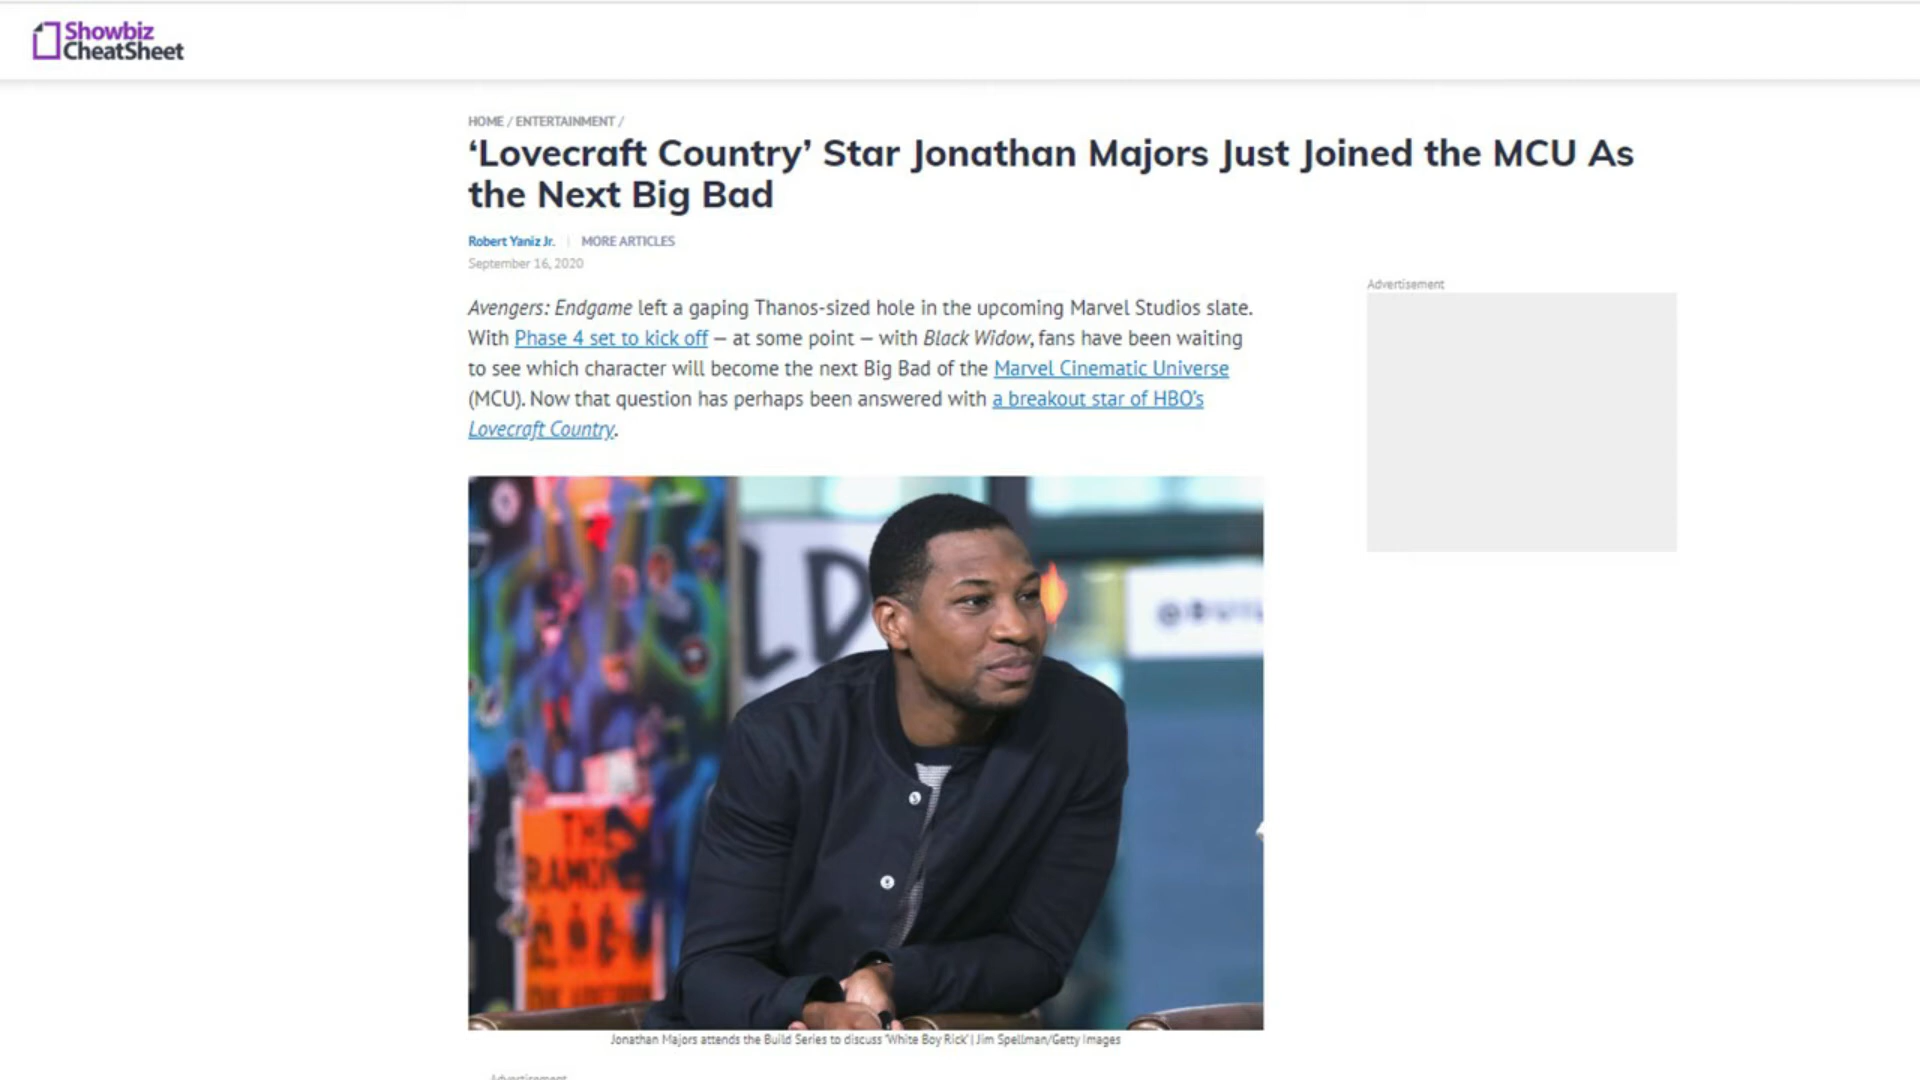 Showbiz
CheatSheet
HOME / ENTERTAINMENT /
‘Lovecraft Country’ Star Jonathan Majors Just Joined the MCU As
the Next Big Bad
Robert Yaniz Jr. | MORE ARTICLES
September 16, 2020
Advertisement
Avengers: Endgame left a gaping Thanos-sized hole in the upcoming Marvel Studios slate.
With Phase 4 set to kick off — at some point — with Black Widow, fans have been waiting
to see which character will become the next Big Bad of the Marvel Cinematic Universe
(MCU). Now that question has perhaps been answered with a breakout star of HBO’s
Lovecraft Country.
LD
@BUIL
THE
Jonathan Majors attends the Build Series to discuss ‘White Boy Rick’ | Jim Spellman/Getty Images
Advertisement